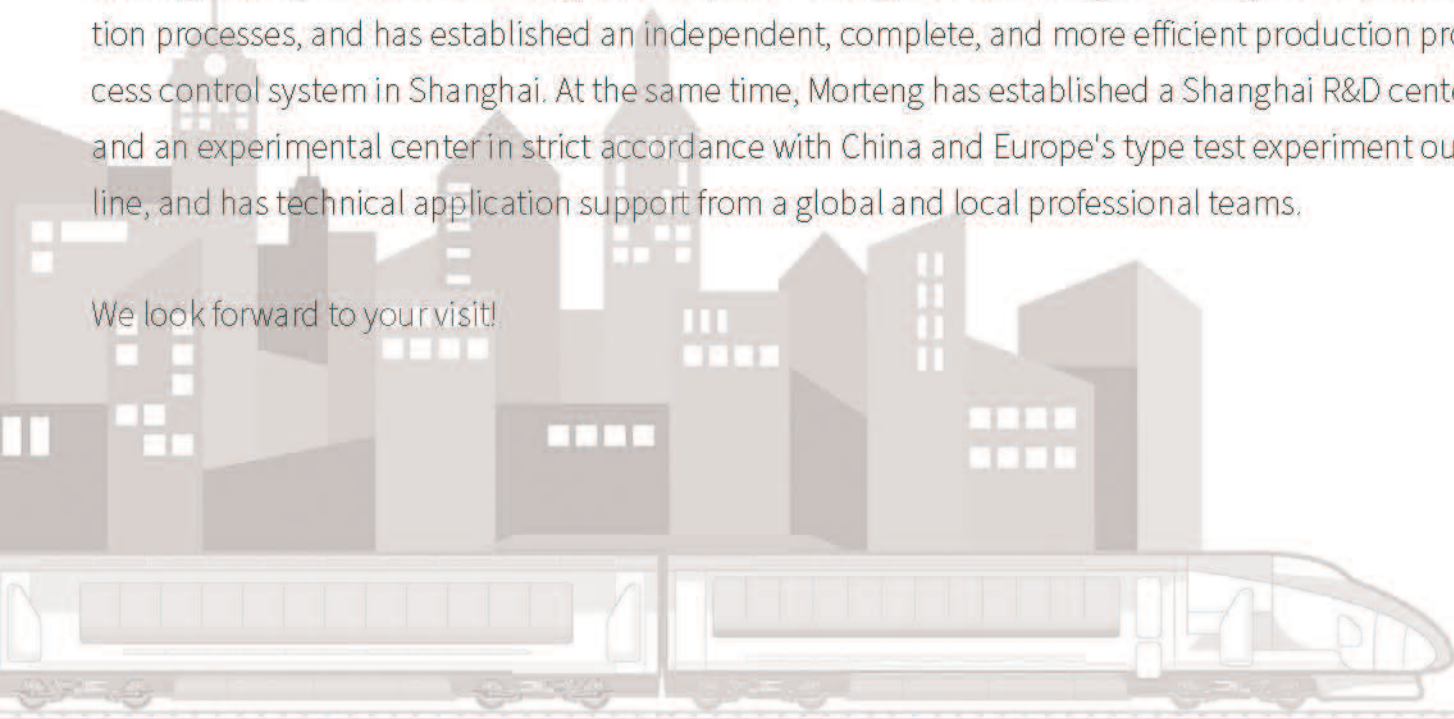 tion processes, and has established an independent, complete, and more efficient production pro
cess control system in Shanghai. At the same time, Morteng has established a Shanghai R&D cente
and an experimental center in strict accordance with China and Europe's type test experiment ou
line, and has technical application support from a global and local professional teams.
We look forward to your visit!